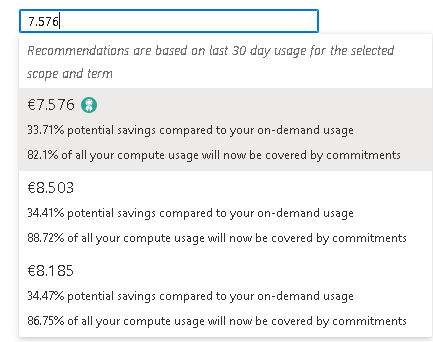 7.576
Recommendations are based on last 30 day usage for the selected
scope and term
€7.576
33.71% potential savings compared to your on-demand usage
82.1% of all your compute usage will now be covered by commitments
€8.503
34.41% potential savings compared to your on-demand usage
88.72% of all your compute usage will now be covered by commitments
€8.185
34.47% potential savings compared to your on-demand usage
86.75% of all your compute usage will now be covered by commitments